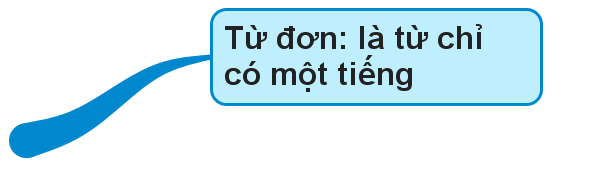 Từ đơn: là từ chỉ
có một tiếng